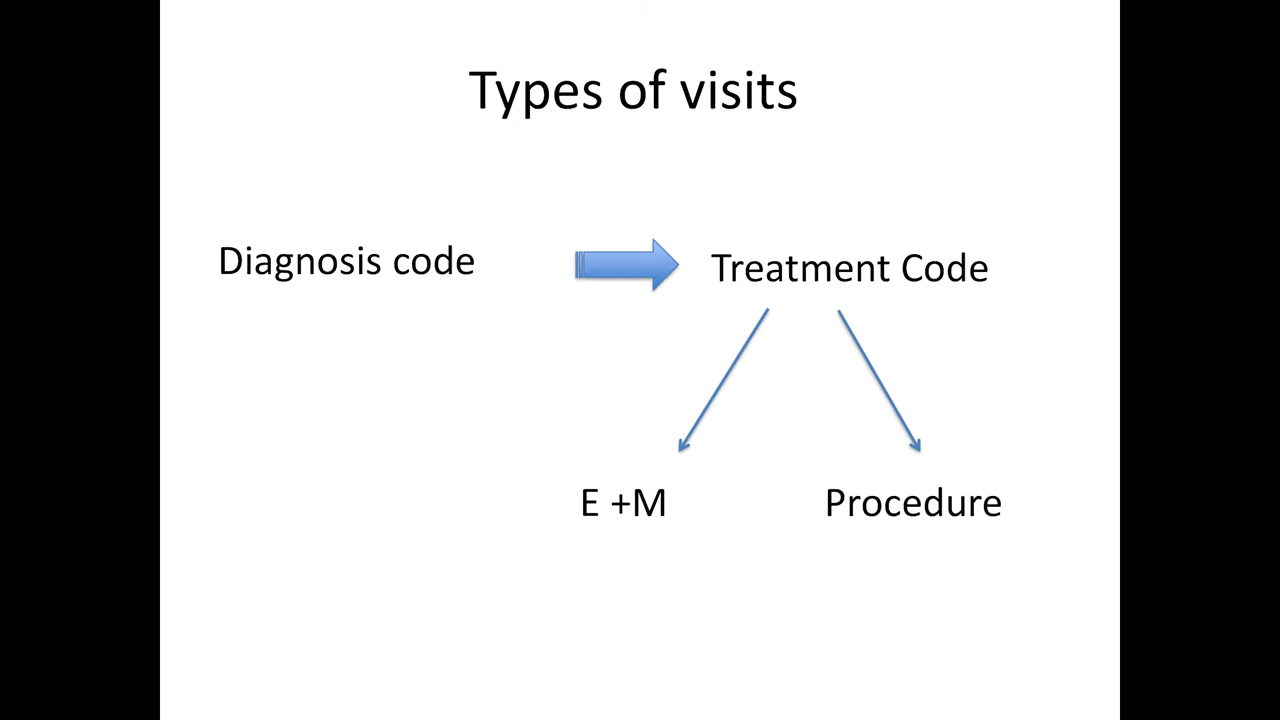 Types of visits
Diagnosis code
Treatment Code
E +M
Procedure